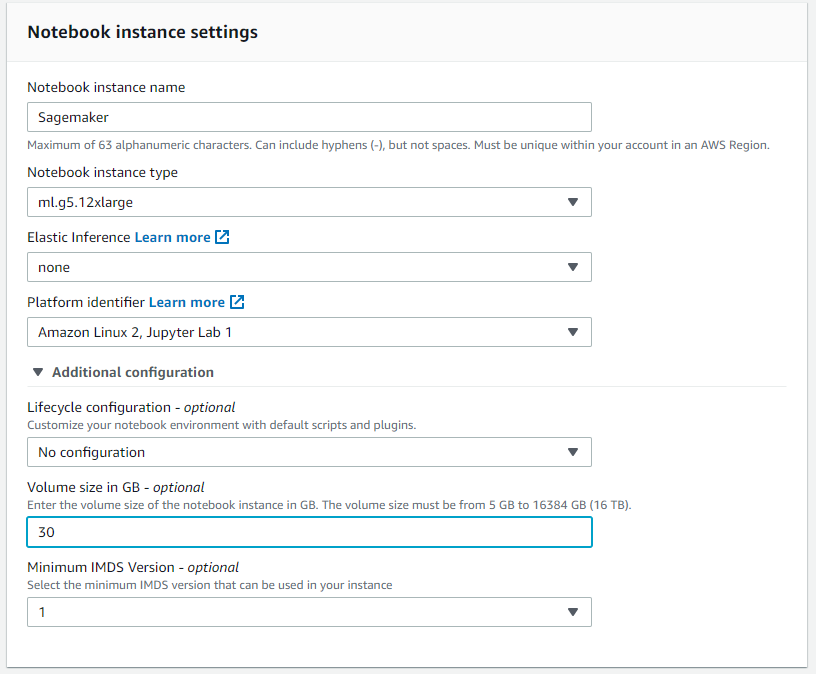 Notebook instance settings
Notebook instance name
Sagemaker
Maximum of 63 alphanumeric characters. Can include hyphens (-), but not spaces. Must be unique within your account in an AWS Region.
Notebook instance type
ml.g5.12xlarge
Elastic Inference Learn more
none
Platform identifier Learn more
Amazon Linux 2, Jupyter Lab 1
Additional configuration
Lifecycle configuration - optional
Customize your notebook environment with default scripts and plugins.
No configuration
Volume size in GB - optional
Enter the volume size of the notebook instance in GB. The volume size must be from 5 GB to 16384 GB (16 TB).
30
Minimum IMDS Version - optional
Select the minimum IMDS version that can be used in your instance
1